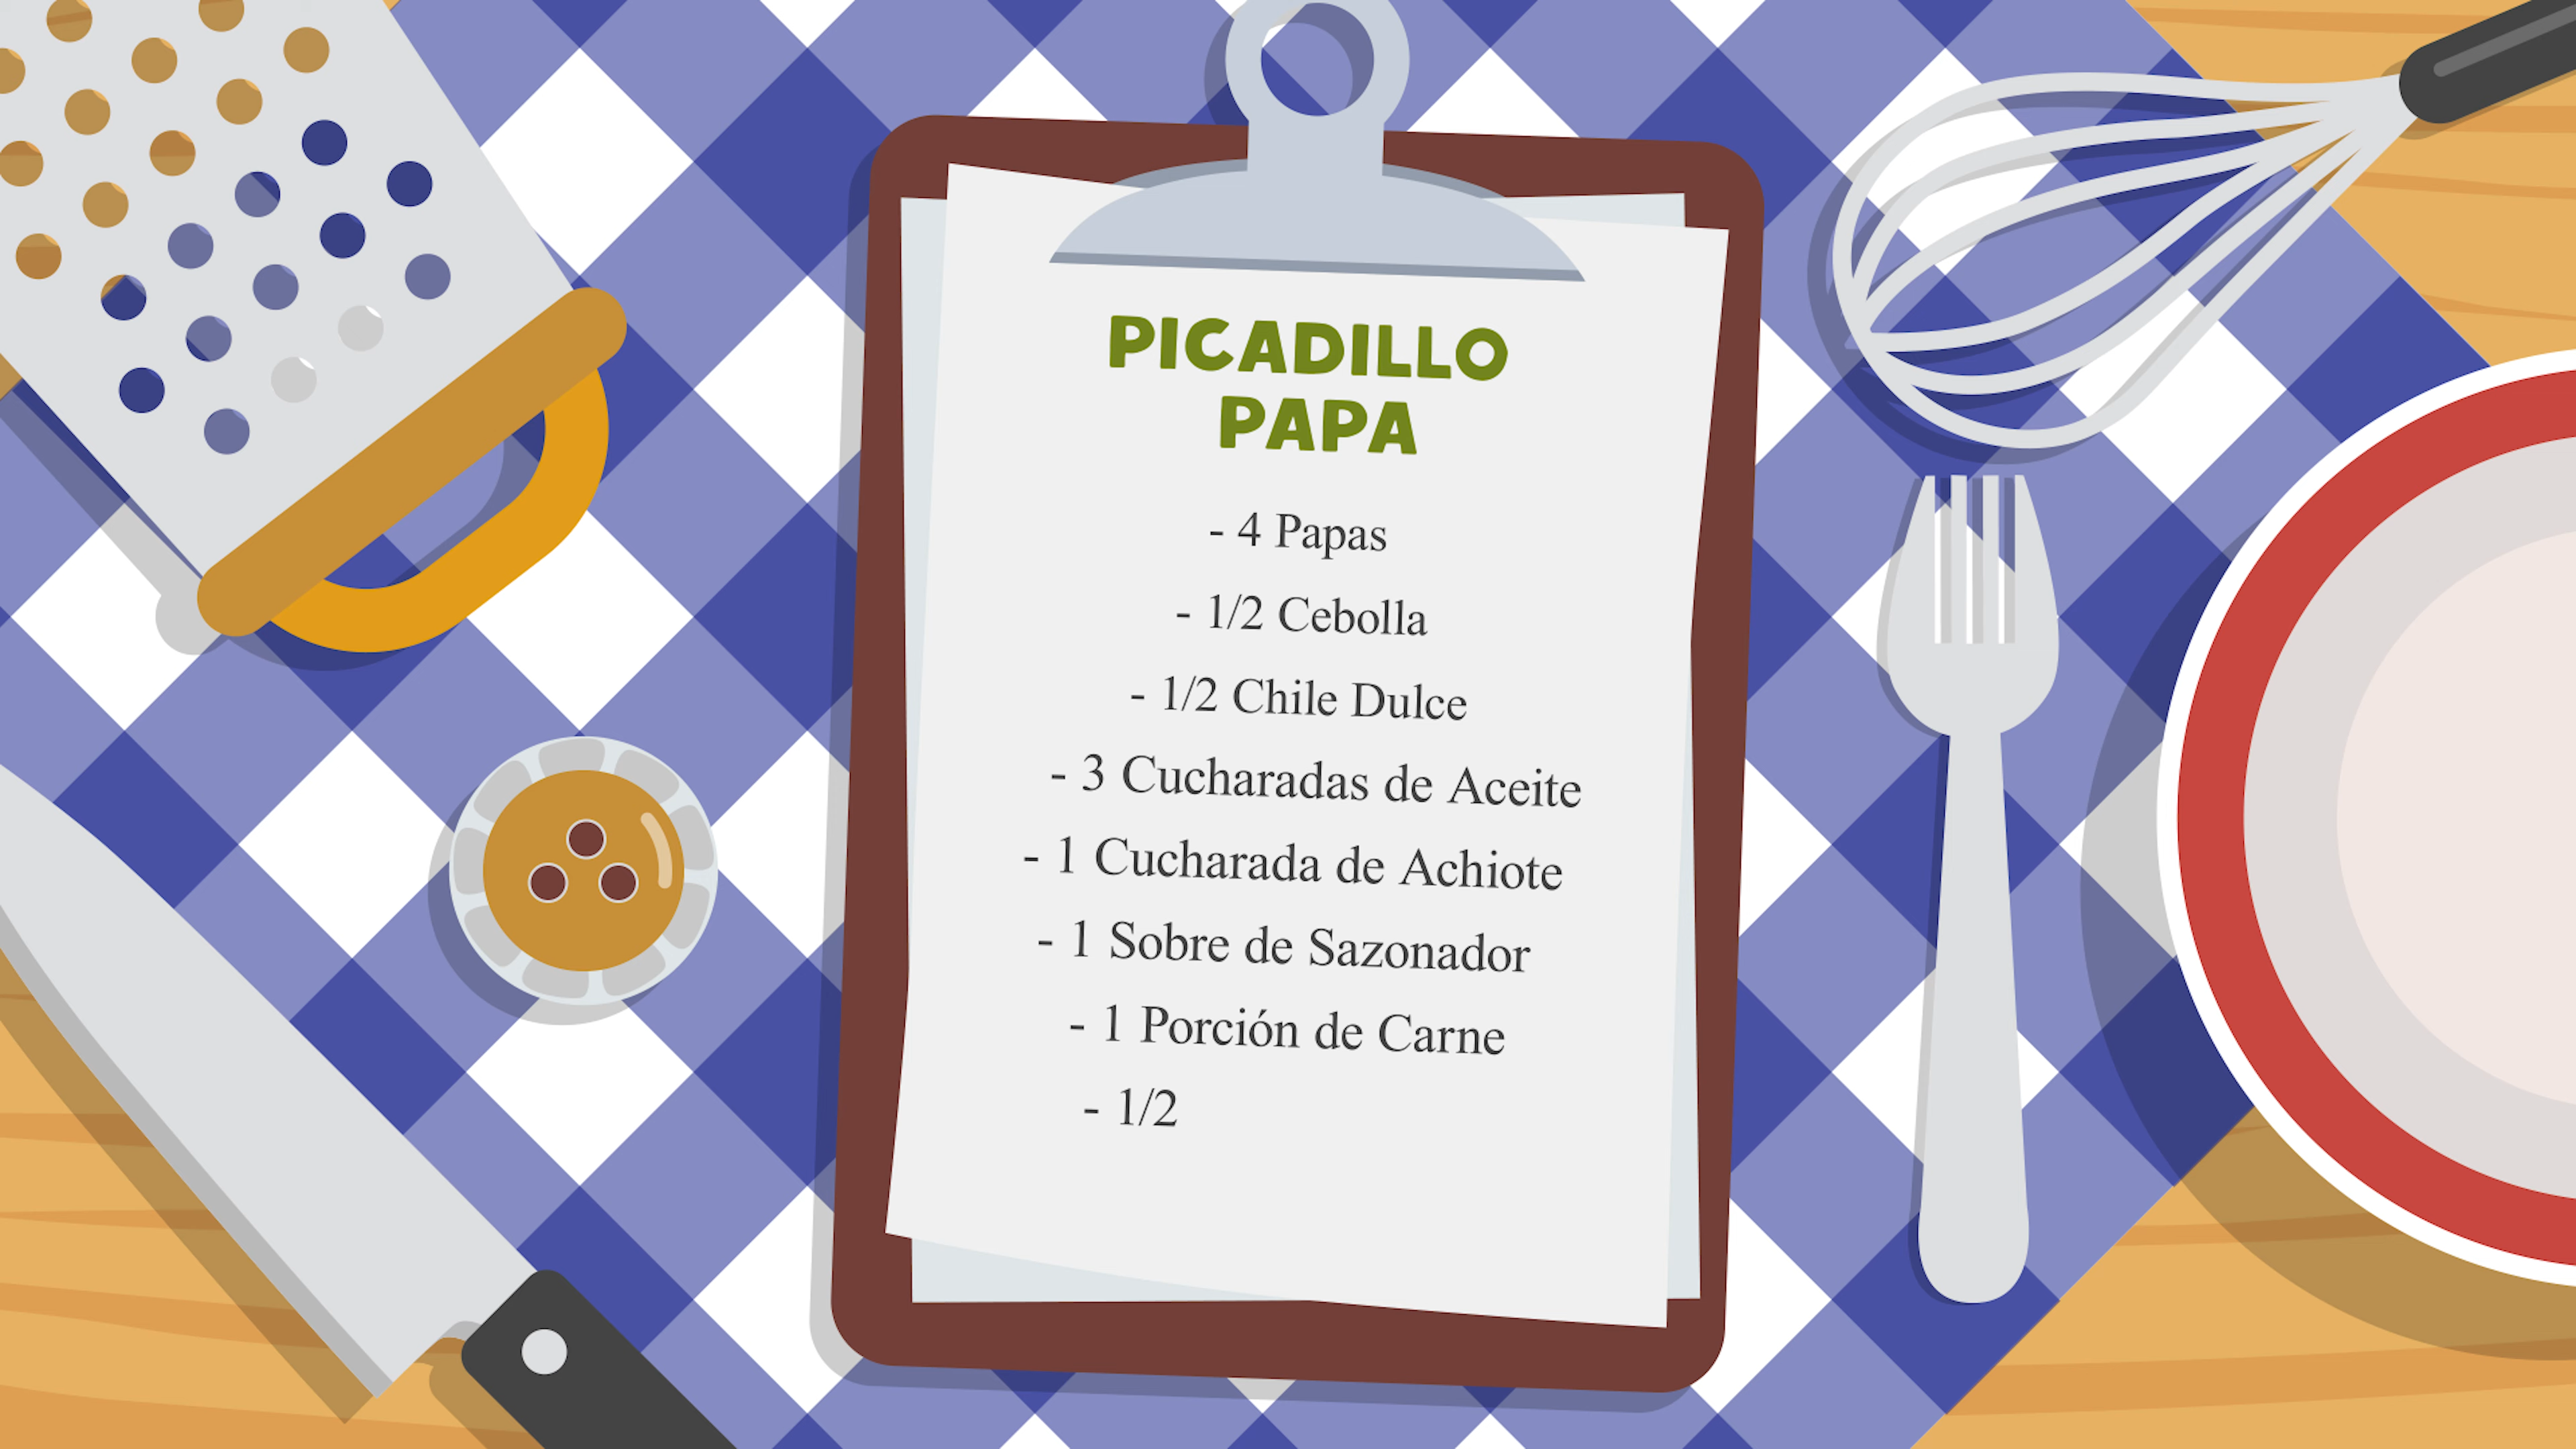 PICADILLO
PAPA
- 4 Papas
- 1/2 Cebolla
- 1/2 Chile Dulce
- 3 Cucharadas de Aceite
- 1 Cucharada de Achiote
- 1 Sobre de Sazonador
- 1 Porción de Carne
- 1/2